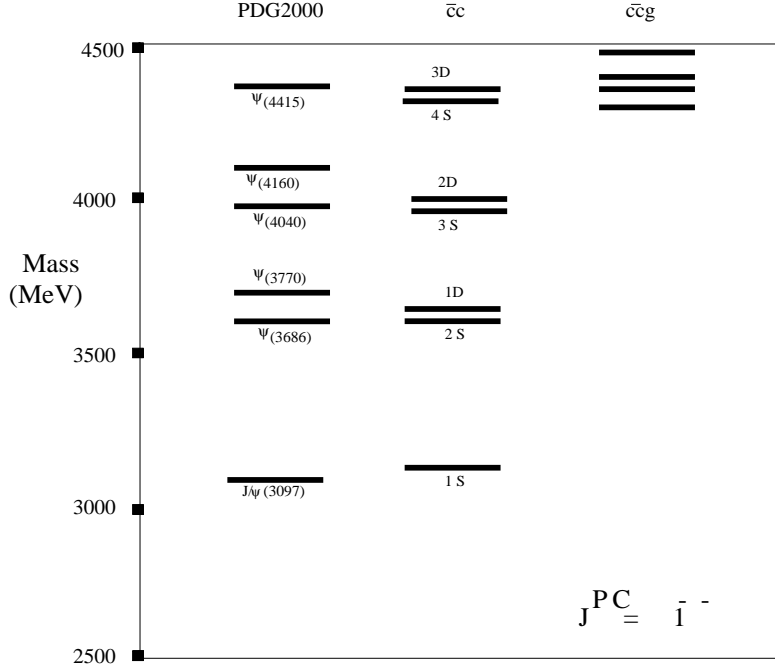 PDG2000 c̄c c̄cg
4500
3D
ψ(4415)
4 S
ψ(4160)
2D
4000
ψ(4040)
3 S
Mass
(MeV)
ψ(3770)
1D
ψ(3686)
2 S
3500
J/ψ(3097)
1 S
3000
J^PC = 1^- -
2500